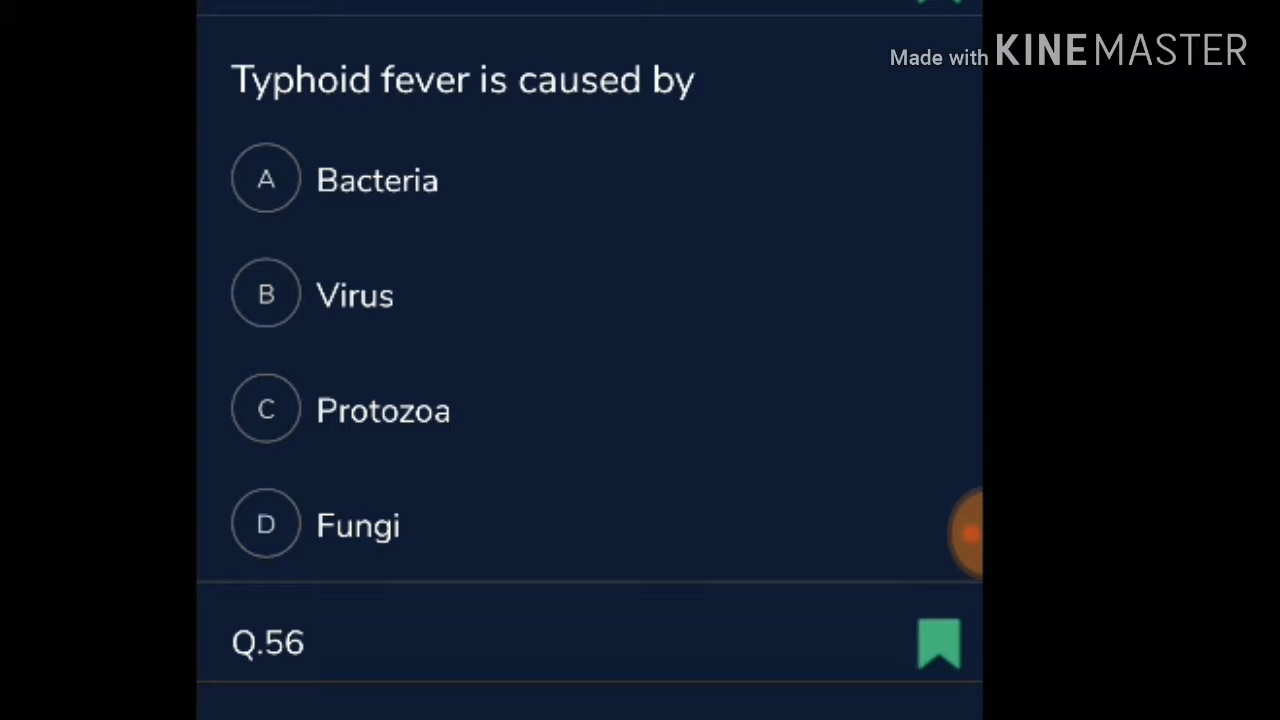 Made with KINEMASTER
Typhoid fever is caused by
A Bacteria
B Virus
C Protozoa
D Fungi
Q.56